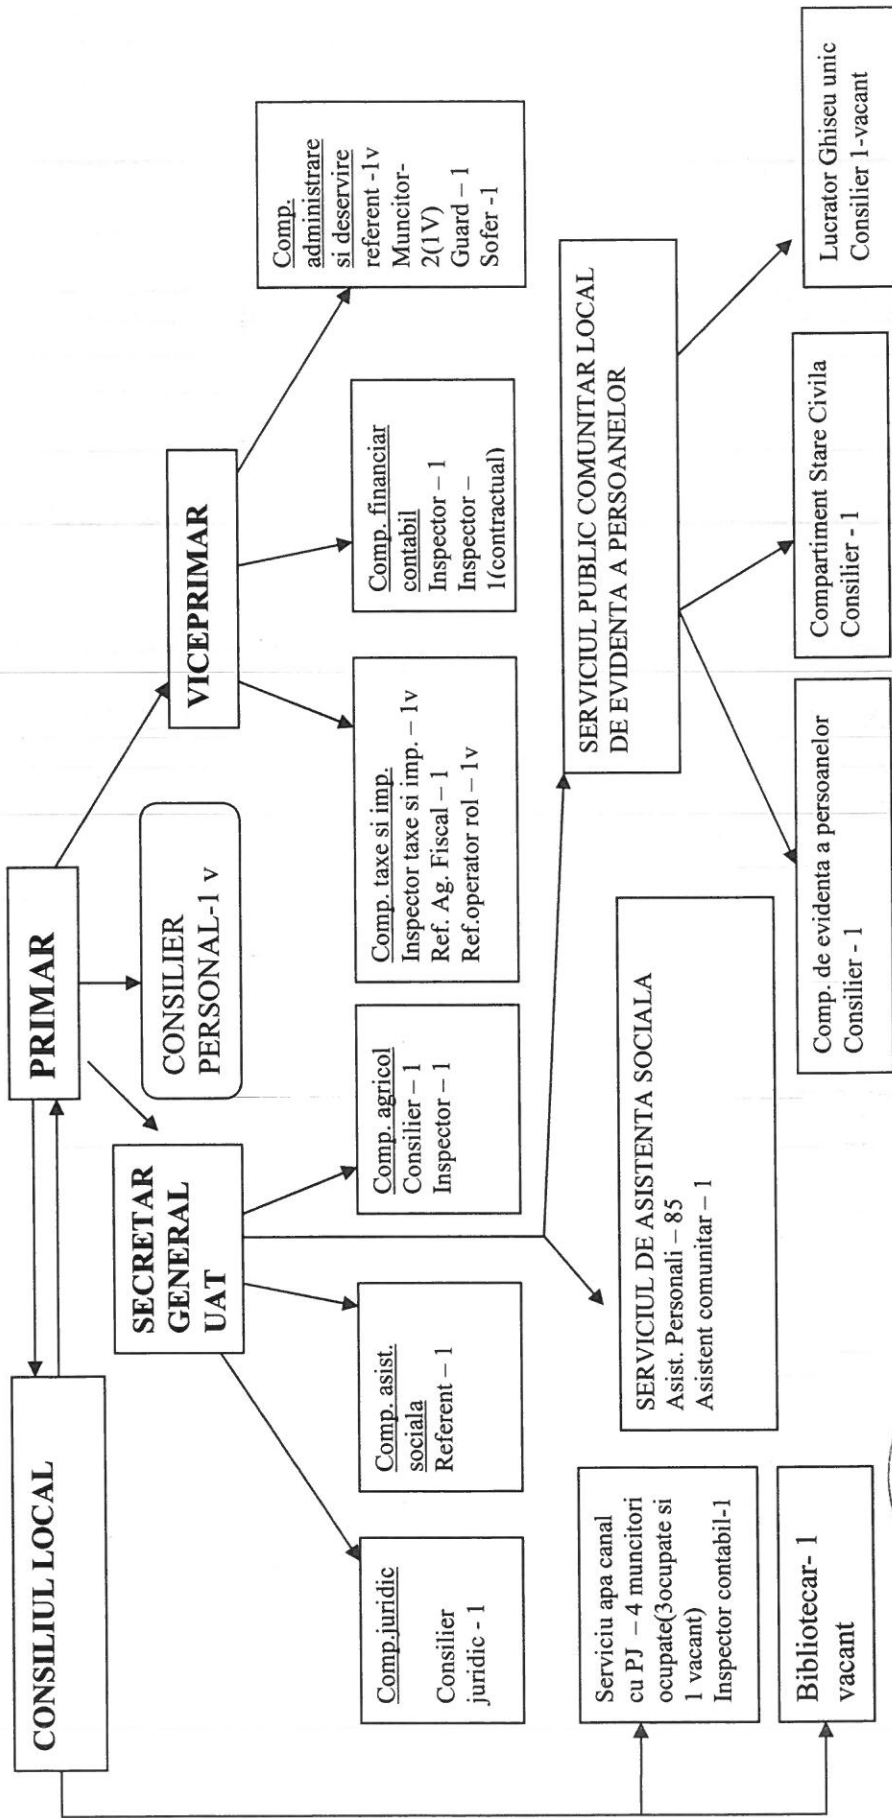 CONSILIUL LOCAL
PRIMAR
SECRETAR
GENERAL
UAT
CONSILIER
PERSONAL-1 v
VICEPRIMAR
Comp.juridic
Consilier
juridic - 1
Comp. asist.
sociala
Referent – 1
Comp. agricol
Consilier – 1
Inspector – 1
Comp. taxe si imp.
Inspector taxe si imp. – 1v
Ref. Ag. Fiscal – 1
Ref.operator rol – 1v
Comp. financiar
contabil
Inspector – 1
Inspector –
1(contractual)
Comp.
administrare
si deservire
referent -1v
Muncitor-
2(1V)
Guard – 1
Sofer -1
Serviciu apa canal
cu PJ – 4 muncitori
ocupate(3ocupate si
1 vacant)
Inspector contabil-1
Bibliotecar- 1
vacant
SERVICIUL DE ASISTENTA SOCIALA
Asist. Personali – 85
Asistent comunitar – 1
SERVICIUL PUBLIC COMUNITAR LOCAL
DE EVIDENTA A PERSOANELOR
Comp. de evidenta a persoanelor
Consilier - 1
Compartiment Stare Civila
Consilier - 1
Lucrator Ghiseu unic
Consilier 1-vacant